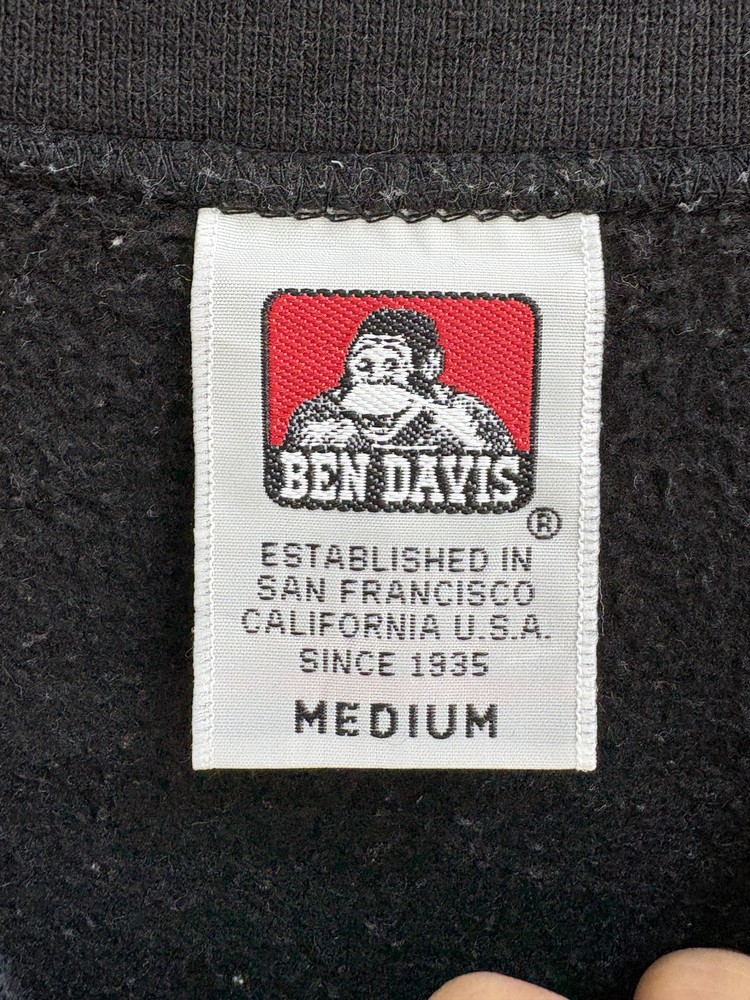 BEN DAVIS
®
ESTABLISHED IN
SAN FRANCISCO
CALIFORNIA U.S.A.
SINCE 1935
MEDIUM